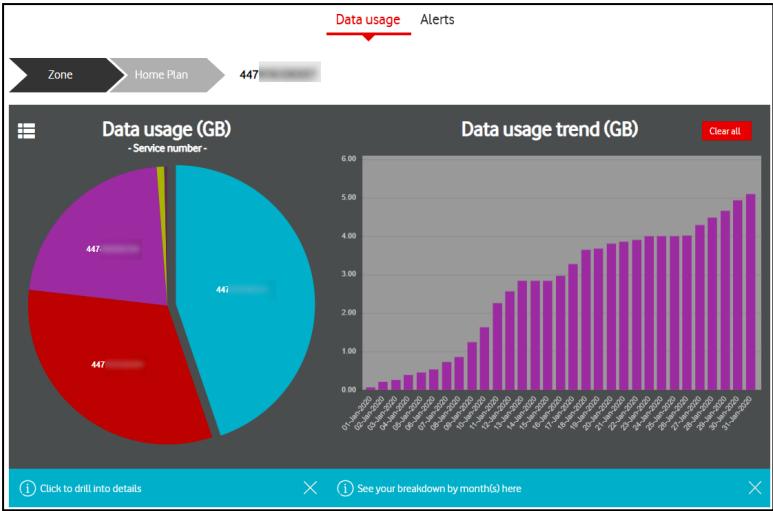 Data usage Alerts
Zone Home Plan 447
Data usage (GB)
- Service number -
447
447
447
Data usage trend (GB)
Clear all
6.00
5.00
4.00
3.00
2.00
1.00
0.00
01-Jan-2020
02-Jan-2020
03-Jan-2020
04-Jan-2020
05-Jan-2020
06-Jan-2020
07-Jan-2020
08-Jan-2020
09-Jan-2020
10-Jan-2020
11-Jan-2020
12-Jan-2020
13-Jan-2020
14-Jan-2020
15-Jan-2020
16-Jan-2020
17-Jan-2020
18-Jan-2020
19-Jan-2020
20-Jan-2020
21-Jan-2020
22-Jan-2020
23-Jan-2020
24-Jan-2020
25-Jan-2020
26-Jan-2020
27-Jan-2020
28-Jan-2020
29-Jan-2020
30-Jan-2020
31-Jan-2020
Click to drill into details
See your breakdown by month(s) here